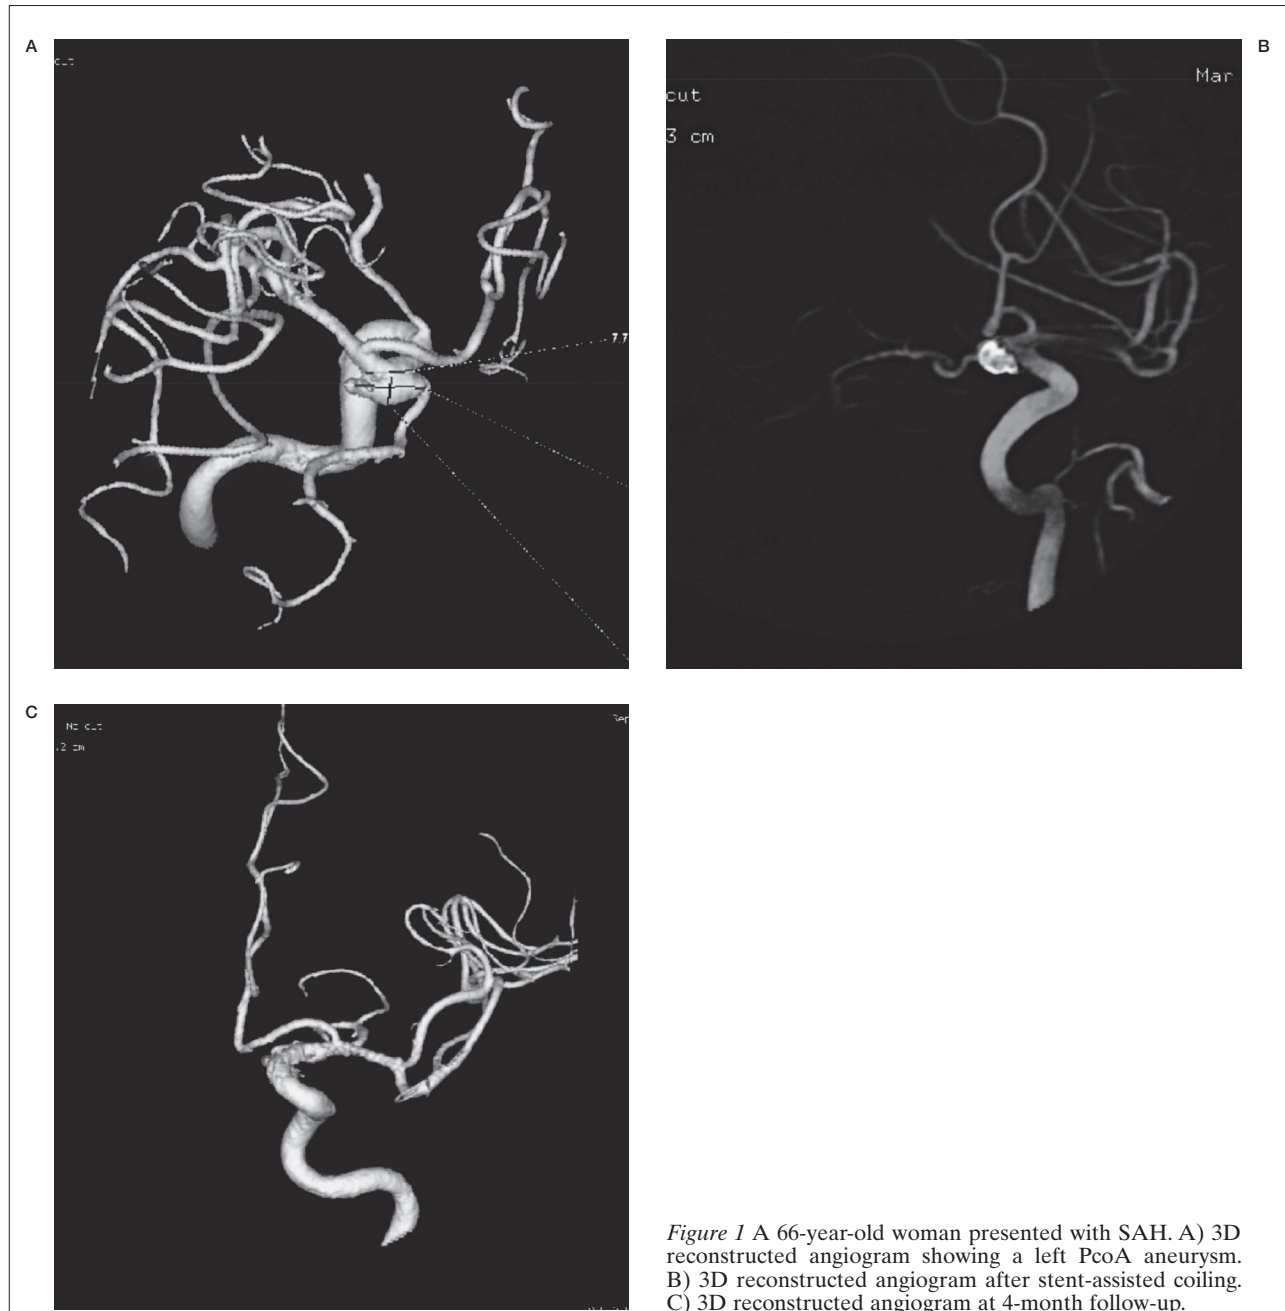 A
B
cut
Mar
3 cm
7.7
C
No cut
.2 cm
Figure 1 A 66-year-old woman presented with SAH. A) 3D
reconstructed angiogram showing a left PcoA aneurysm.
B) 3D reconstructed angiogram after stent-assisted coiling.
C) 3D reconstructed angiogram at 4-month follow-up.